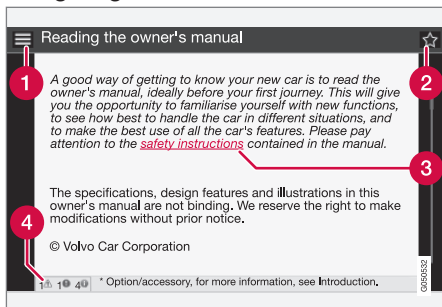 Reading the owner's manual
1
2
A good way of getting to know your new car is to read the
owner's manual, ideally before your first journey. This will give
you the opportunity to familiarise yourself with new functions,
to see how best to handle the car in different situations, and
to make the best use of all the car's features. Please pay
attention to the safety instructions contained in the manual.
3
The specifications, design features and illustrations in this
owner's manual are not binding. We reserve the right to make
modifications without prior notice.
4
© Volvo Car Corporation
1 1 4 * Option/accessory, for more information, see Introduction.
G050532